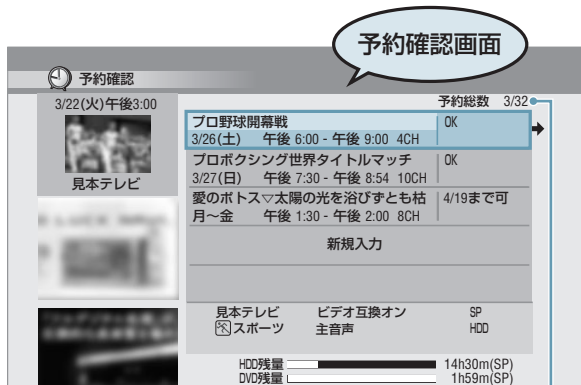 予約確認画面
予約確認
3/22(火)午後3:00
予約総数 3/32
見本テレビ
プロ野球開幕戦 OK
3/26(土) 午後 6:00 - 午後 9:00 4CH
プロボクシング世界タイトルマッチ OK
3/27(日) 午後 7:30 - 午後 8:54 10CH
愛のボトス▽太陽の光を浴びずとも枯 4/19まで可
月～金 午後 1:30 - 午後 2:00 8CH
新規入力
見本テレビ ビデオ互換オン SP
スポーツ 主音声 HDD
HDD残量 14h30m(SP)
DVD残量 1h59m(SP)